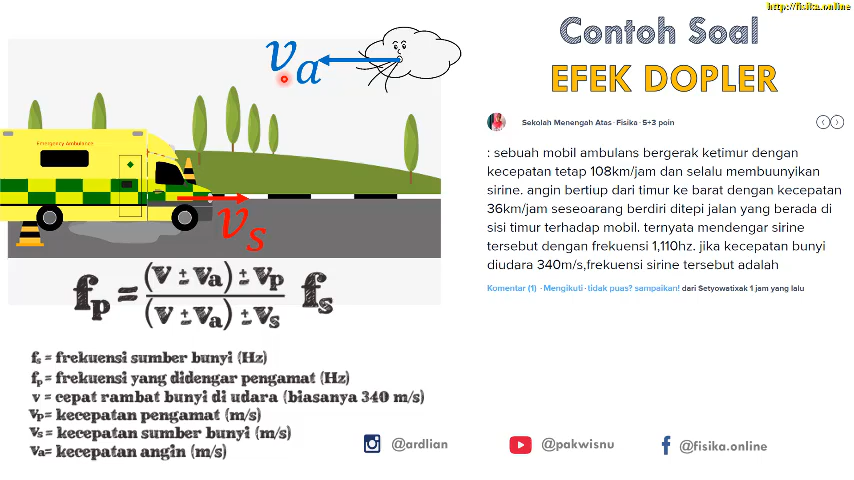 http://fisika.online
Contoh Soal
EFEK DOPLER
Sekolah Menengah Atas · Fisika · 5+3 poin
: sebuah mobil ambulans bergerak ketimur dengan
kecepatan tetap 108km/jam dan selalu membuunyikan
sirine. angin bertiup dari timur ke barat dengan kecepatan
36km/jam seseoarang berdiri ditepi jalan yang berada di
sisi timur terhadap mobil. ternyata mendengar sirine
tersebut dengan frekuensi 1,110hz. jika kecepatan bunyi
diudara 340m/s,frekuensi sirine tersebut adalah
Komentar (1) · Mengikuti · tidak puas? sampaikan! dari Setyowatixak 1 jam yang lalu
va
Emergency Ambulance
vs
fp = (v ± va) ± vp / (v ± va) ± vs fs
fs = frekuensi sumber bunyi (Hz)
fp = frekuensi yang didengar pengamat (Hz)
v = cepat rambat bunyi di udara (biasanya 340 m/s)
vp = kecepatan pengamat (m/s)
vs = kecepatan sumber bunyi (m/s)
va = kecepatan angin (m/s)
@ardlian
@pakwisnu
@fisika.online